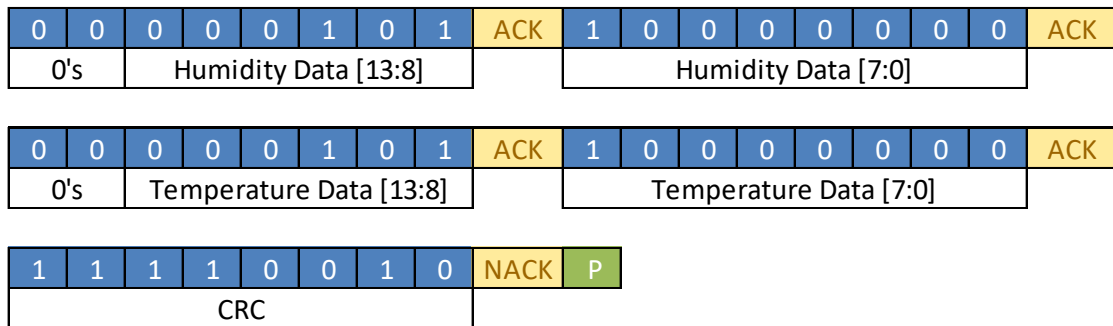 0 0 0 0 0 1 0 1 ACK 1 0 0 0 0 0 0 0 ACK
0's Humidity Data [13:8] Humidity Data [7:0]
0 0 0 0 0 1 0 1 ACK 1 0 0 0 0 0 0 0 ACK
0's Temperature Data [13:8] Temperature Data [7:0]
1 1 1 1 0 0 1 0 NACK P
CRC